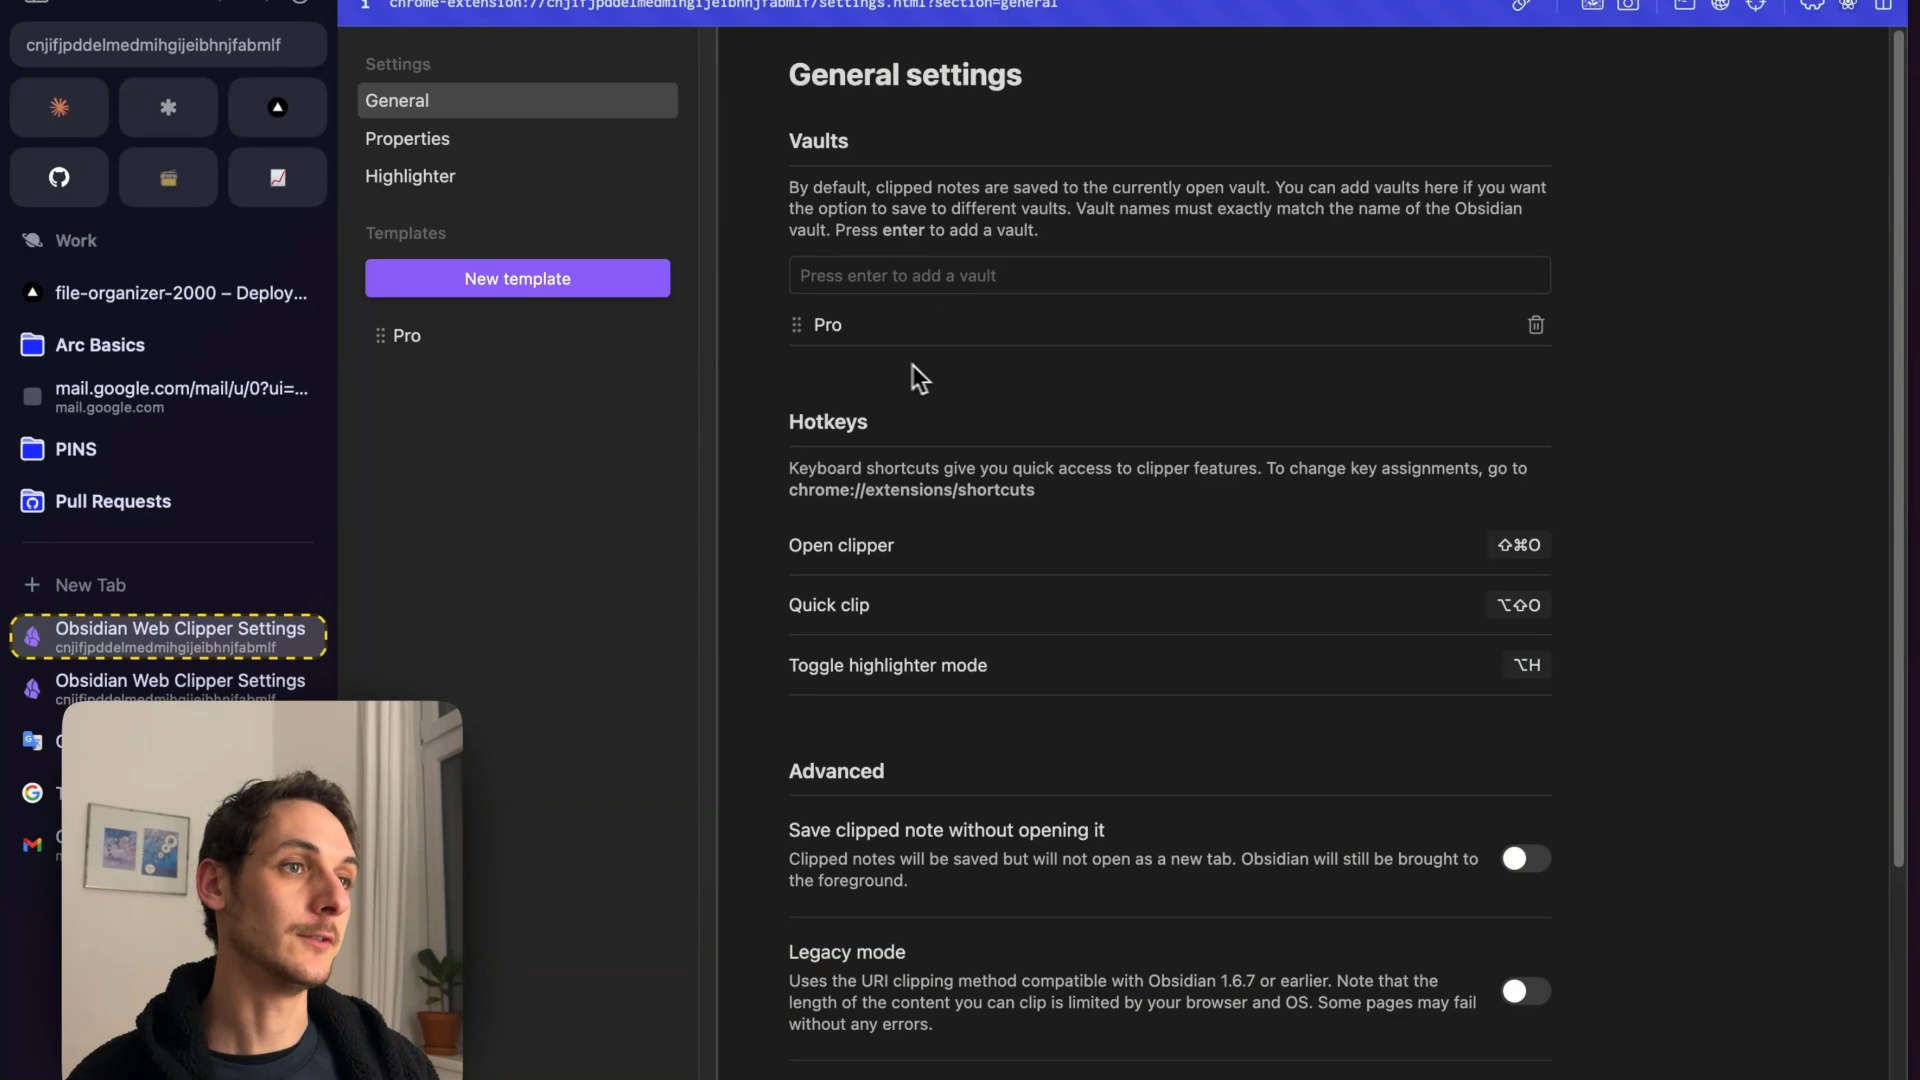 chrome-extension://cnjifjpddelmedmihgijeibhnjfabmlf/settings.html?section=general
cnjifjpddelmedmihgijeibhnjfabmlf
Work
file-organizer-2000 – Deploy...
Arc Basics
mail.google.com/mail/u/0?ui=...
mail.google.com
PINS
Pull Requests
New Tab
Obsidian Web Clipper Settings
cnjifjpddelmedmihgijeibhnjfabmlf
Obsidian Web Clipper Settings
cnjifjpddelmedmihgijeibhnjfabmlf
Settings
General
Properties
Highlighter
Templates
New template
Pro
General settings
Vaults
By default, clipped notes are saved to the currently open vault. You can add vaults here if you want
the option to save to different vaults. Vault names must exactly match the name of the Obsidian
vault. Press enter to add a vault.
Press enter to add a vault
Pro
Hotkeys
Keyboard shortcuts give you quick access to clipper features. To change key assignments, go to
chrome://extensions/shortcuts
Open clipper
⇧⌘O
Quick clip
⌥⇧O
Toggle highlighter mode
⌥H
Advanced
Save clipped note without opening it
Clipped notes will be saved but will not open as a new tab. Obsidian will still be brought to
the foreground.
Legacy mode
Uses the URI clipping method compatible with Obsidian 1.6.7 or earlier. Note that the
length of the content you can clip is limited by your browser and OS. Some pages may fail
without any errors.